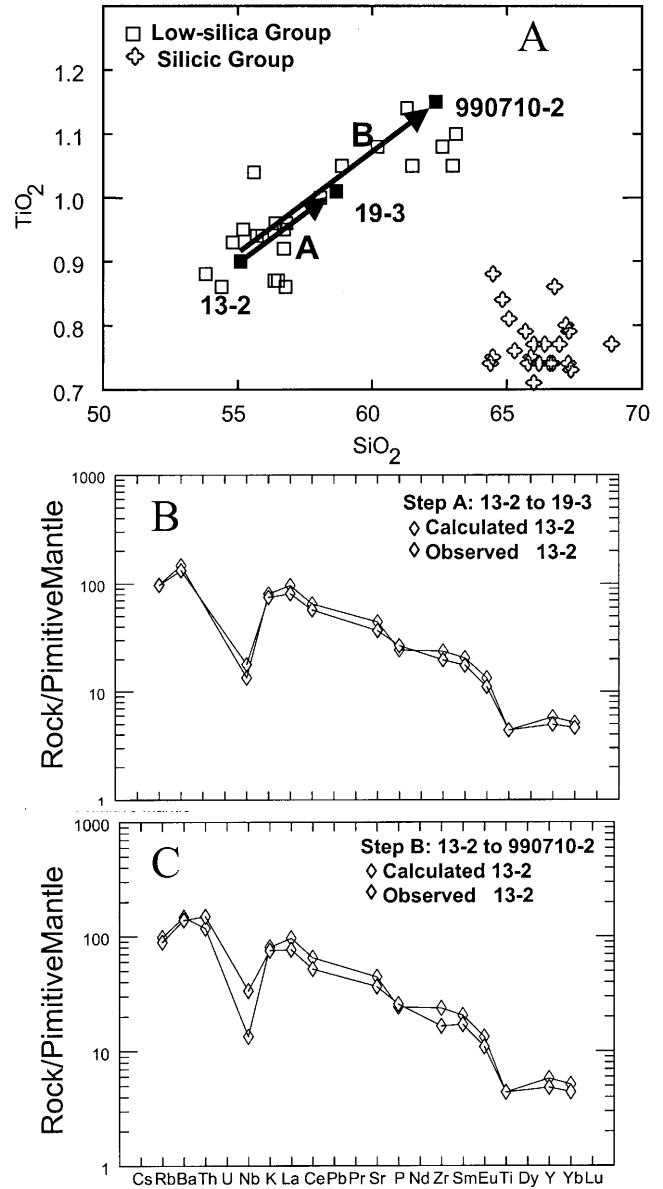 Low-silica Group
Silicic Group
A
1.2
1.1
1.0
0.9
0.8
0.7
TiO2
990710-2
B
19-3
A
13-2
50 55 60 65 70
SiO2
1000
100
10
1
Rock/PimitiveMantle
B
Step A: 13-2 to 19-3
Calculated 13-2
Observed 13-2
1000
100
10
1
Rock/PimitiveMantle
C
Step B: 13-2 to 990710-2
Calculated 13-2
Observed 13-2
Cs Rb Ba Th U Nb K La Ce Pb Pr Sr P Nd Zr Sm Eu Ti Dy Y Yb Lu